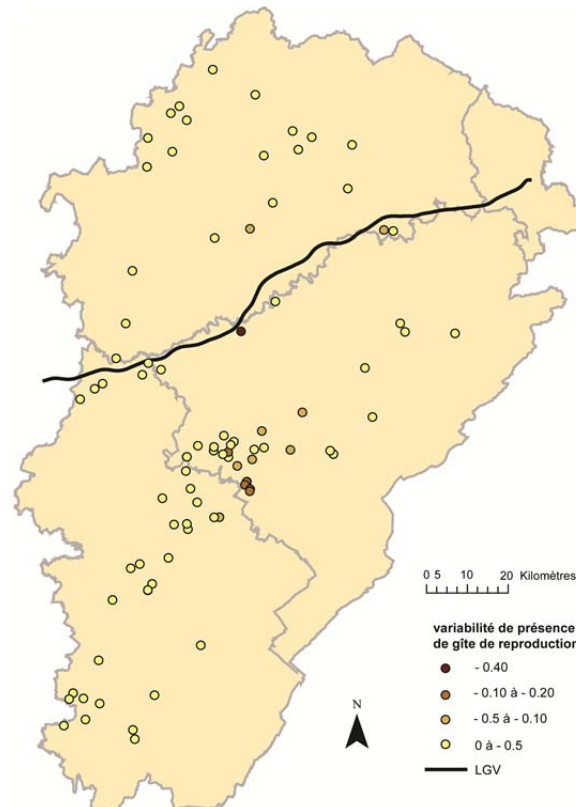 0 5 10 20 Kilomètres
variabilité de présence
de gîte de reproduction
- 0.40
- 0.10 à - 0.20
- 0.5 à - 0.10
0 à - 0.5
LGV
N